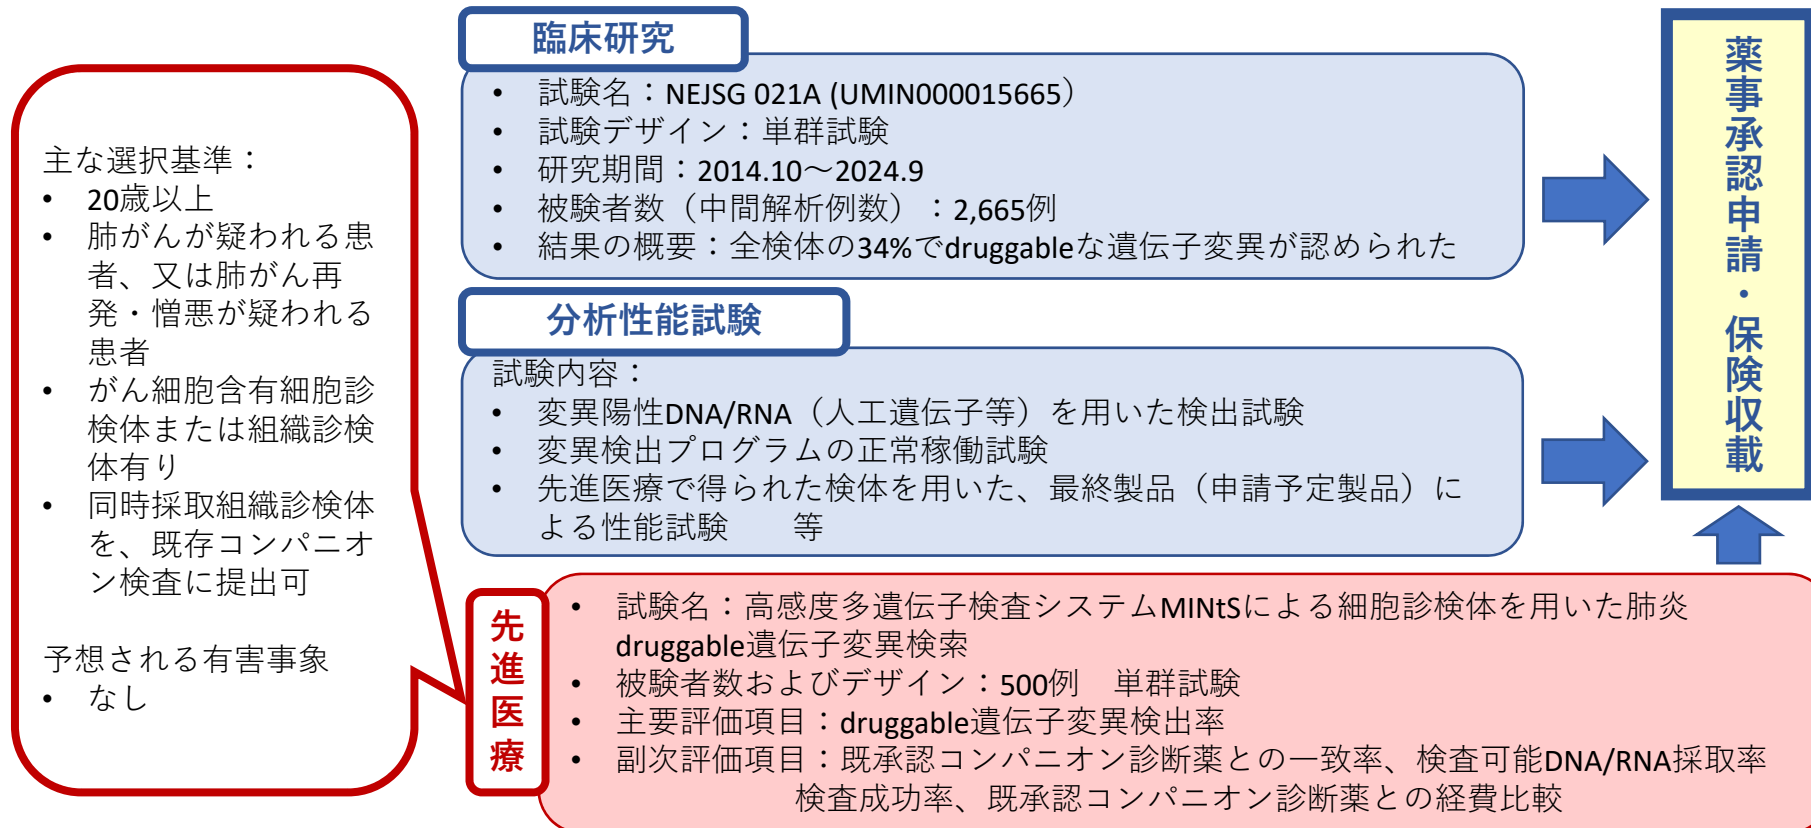 主な選択基準：
• 20歳以上
• 肺がんが疑われる患
者、又は肺がん再
発・憎悪が疑われる
患者
• がん細胞含有細胞診
検体または組織診検
体有り
• 同時採取組織診検体
を、既存コンパニオ
ン検査に提出可
予想される有害事象
• なし
臨床研究
• 試験名：NEJSG 021A (UMIN000015665）
• 試験デザイン：単群試験
• 研究期間：2014.10～2024.9
• 被験者数（中間解析例数）：2,665例
• 結果の概要：全検体の34%でdruggableな遺伝子変異が認められた
分析性能試験
試験内容：
• 変異陽性DNA/RNA（人工遺伝子等）を用いた検出試験
• 変異検出プログラムの正常稼働試験
• 先進医療で得られた検体を用いた、最終製品（申請予定製品）に
よる性能試験　　等
先進医療
• 試験名：高感度多遺伝子検査システムMINtSによる細胞診検体を用いた肺炎
druggable遺伝子変異検索
• 被験者数およびデザイン：500例　単群試験
• 主要評価項目：druggable遺伝子変異検出率
• 副次評価項目：既承認コンパニオン診断薬との一致率、検査可能DNA/RNA採取率
検査成功率、既承認コンパニオン診断薬との経費比較
薬事承認申請・保険収載